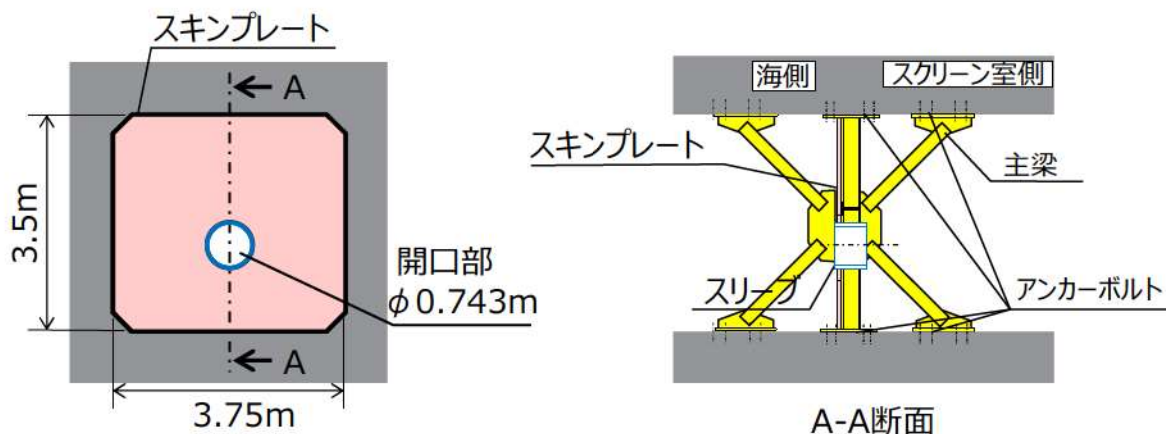 スキンプレート
A
3.5m
開口部
φ0.743m
A
3.75m
海側
スクリーン室側
スキンプレート
主梁
スリーブ
アンカーボルト
A-A断面